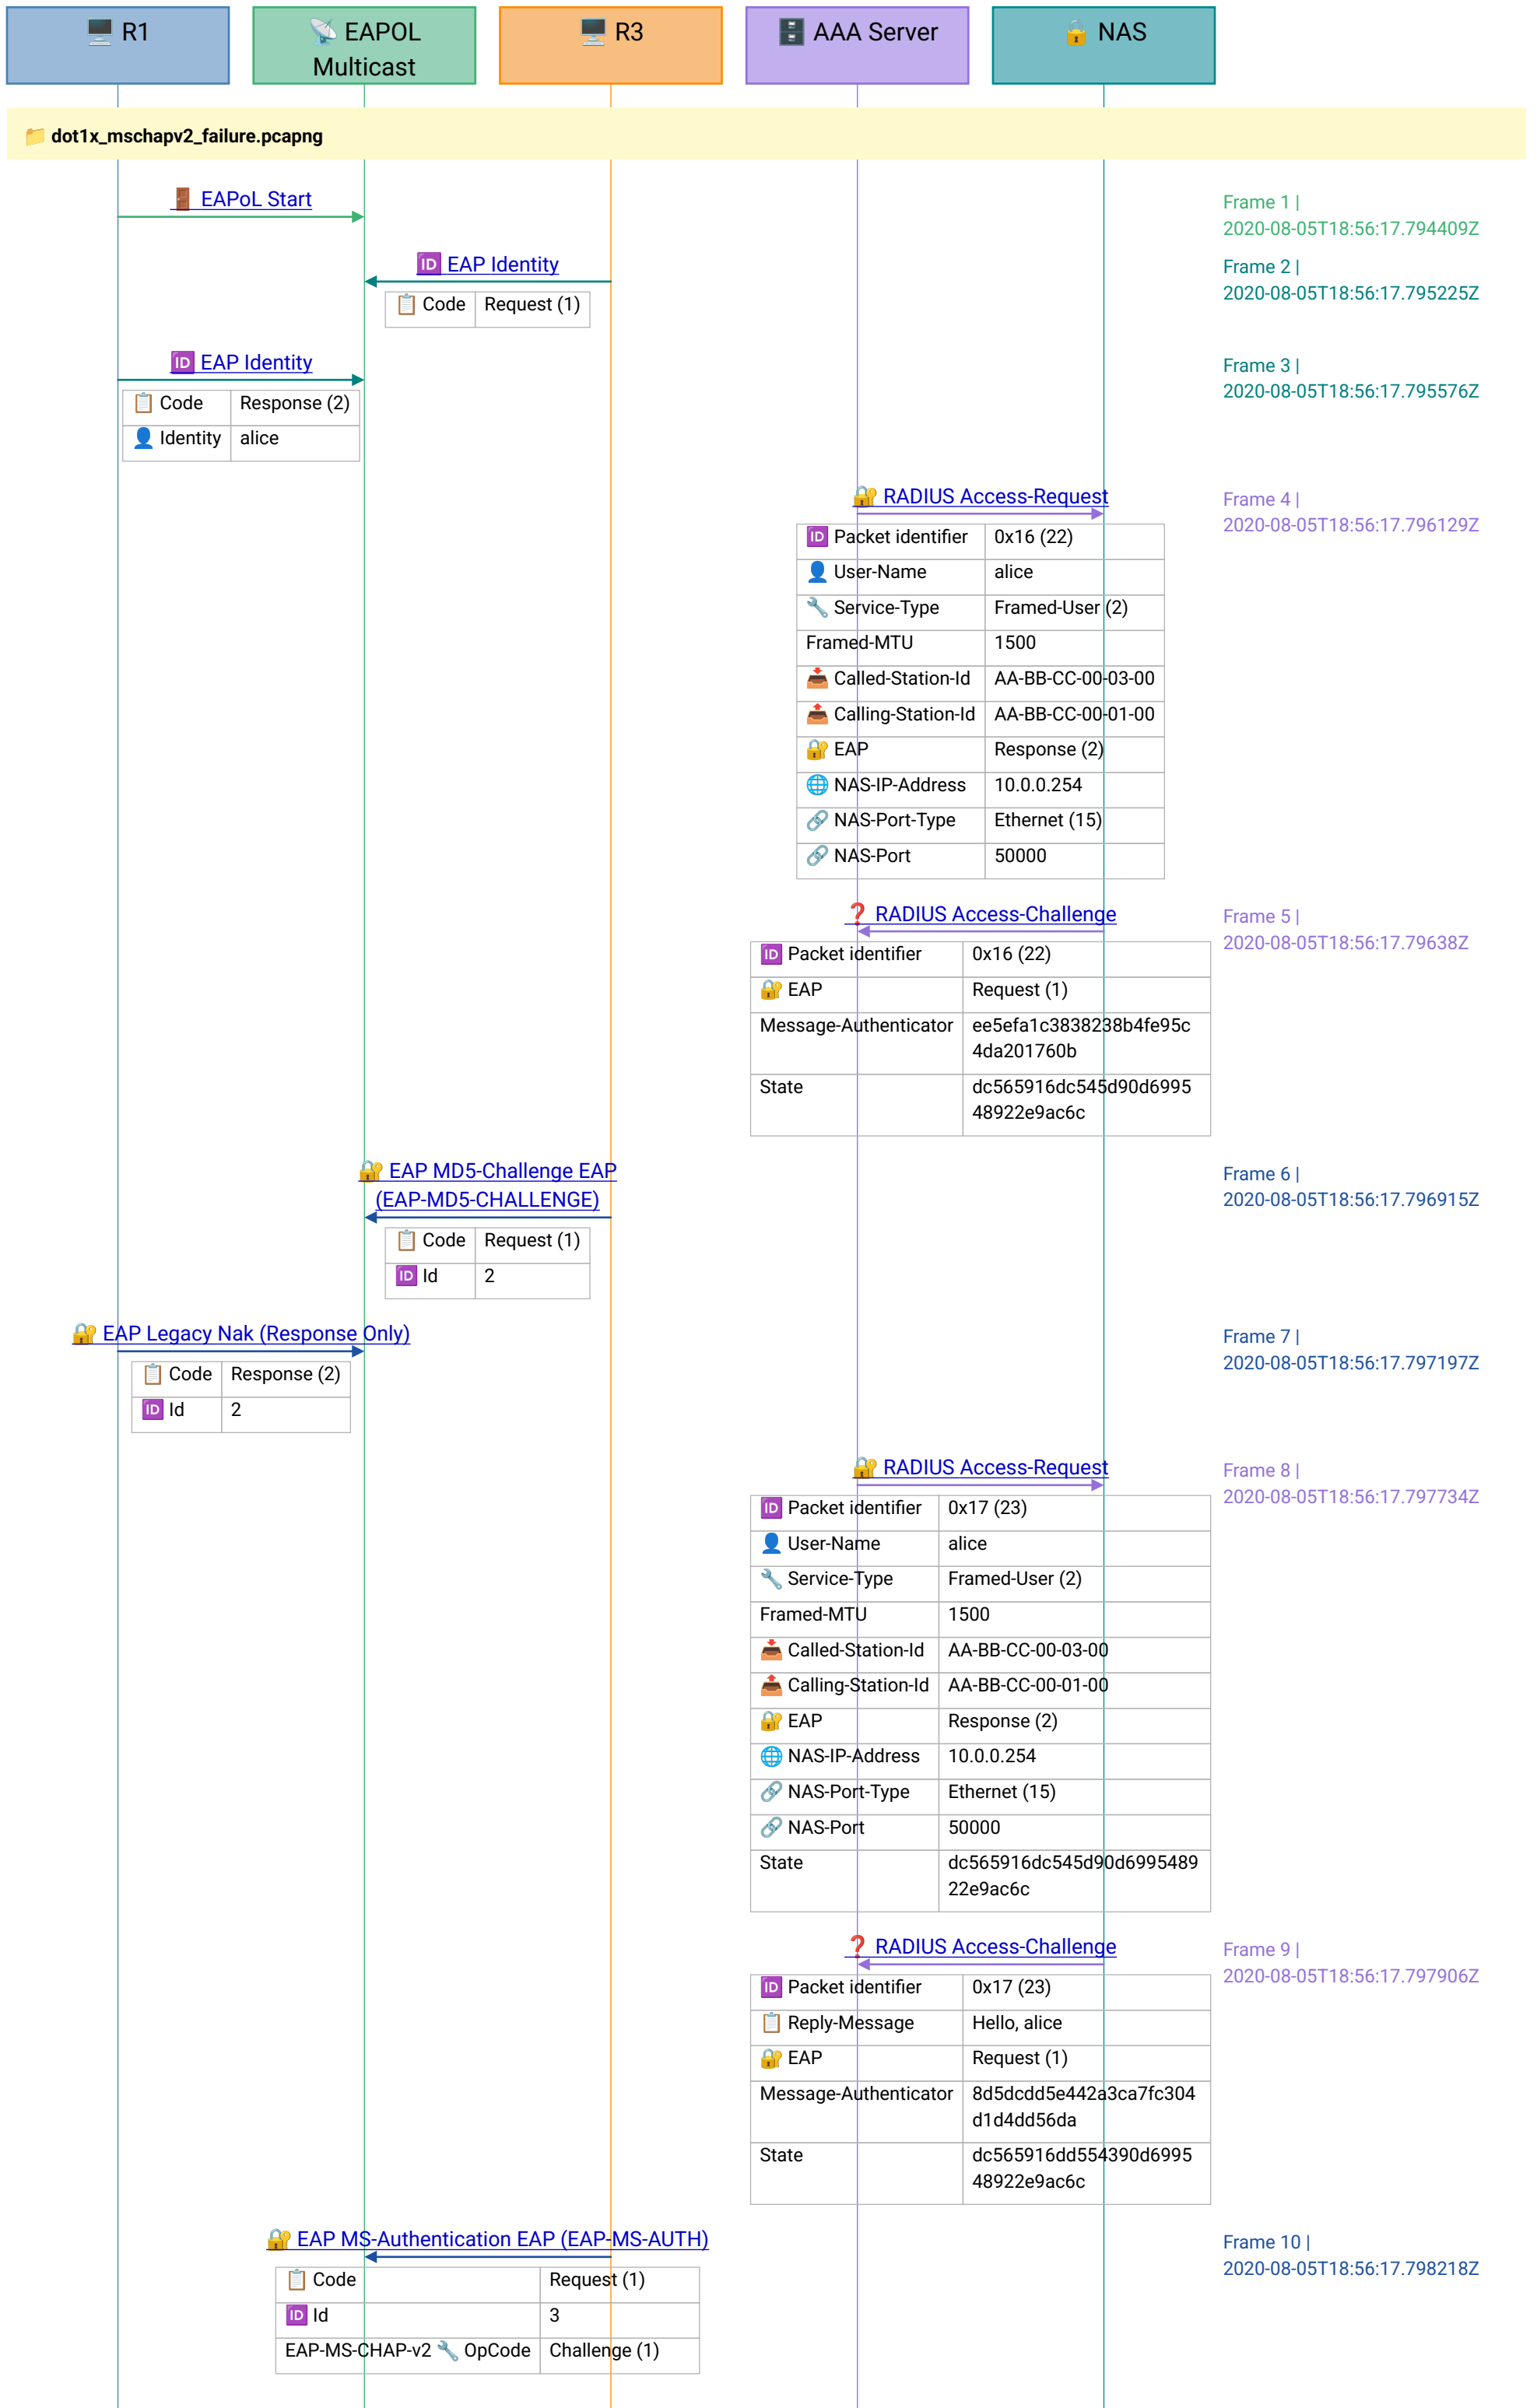 🖥️ R1
📡 EAPOL
Multicast
🖥️ R3
🗄️ AAA Server
🔒 NAS
📁 dot1x_mschapv2_failure.pcapng
🚪 EAPoL Start
Frame 1 |
2020-08-05T18:56:17.794409Z
🆔 EAP Identity
Frame 2 |
2020-08-05T18:56:17.795225Z
📋 Code Request (1)
🆔 EAP Identity
Frame 3 |
2020-08-05T18:56:17.795576Z
📋 Code Response (2)
👤 Identity alice
🔐 RADIUS Access-Request
Frame 4 |
2020-08-05T18:56:17.796129Z
🆔 Packet identifier 0x16 (22)
👤 User-Name alice
🔧 Service-Type Framed-User (2)
Framed-MTU 1500
📥 Called-Station-Id AA-BB-CC-00-03-00
📤 Calling-Station-Id AA-BB-CC-00-01-00
🔐 EAP Response (2)
🌐 NAS-IP-Address 10.0.0.254
🔗 NAS-Port-Type Ethernet (15)
🔗 NAS-Port 50000
❓ RADIUS Access-Challenge
Frame 5 |
2020-08-05T18:56:17.79638Z
🆔 Packet identifier 0x16 (22)
🔐 EAP Request (1)
Message-Authenticator ee5efa1c3838238b4fe95c
4da201760b
State dc565916dc545d90d6995
48922e9ac6c
🔐 EAP MD5-Challenge EAP
(EAP-MD5-CHALLENGE)
Frame 6 |
2020-08-05T18:56:17.796915Z
📋 Code Request (1)
🆔 Id 2
🔐 EAP Legacy Nak (Response Only)
Frame 7 |
2020-08-05T18:56:17.797197Z
📋 Code Response (2)
🆔 Id 2
🔐 RADIUS Access-Request
Frame 8 |
2020-08-05T18:56:17.797734Z
🆔 Packet identifier 0x17 (23)
👤 User-Name alice
🔧 Service-Type Framed-User (2)
Framed-MTU 1500
📥 Called-Station-Id AA-BB-CC-00-03-00
📤 Calling-Station-Id AA-BB-CC-00-01-00
🔐 EAP Response (2)
🌐 NAS-IP-Address 10.0.0.254
🔗 NAS-Port-Type Ethernet (15)
🔗 NAS-Port 50000
State dc565916dc545d90d6995489
22e9ac6c
❓ RADIUS Access-Challenge
Frame 9 |
2020-08-05T18:56:17.797906Z
🆔 Packet identifier 0x17 (23)
📋 Reply-Message Hello, alice
🔐 EAP Request (1)
Message-Authenticator 8d5dcdd5e442a3ca7fc304
d1d4dd56da
State dc565916dd554390d6995
48922e9ac6c
🔐 EAP MS-Authentication EAP (EAP-MS-AUTH)
Frame 10 |
2020-08-05T18:56:17.798218Z
📋 Code Request (1)
🆔 Id 3
EAP-MS-CHAP-v2 🔧 OpCode Challenge (1)